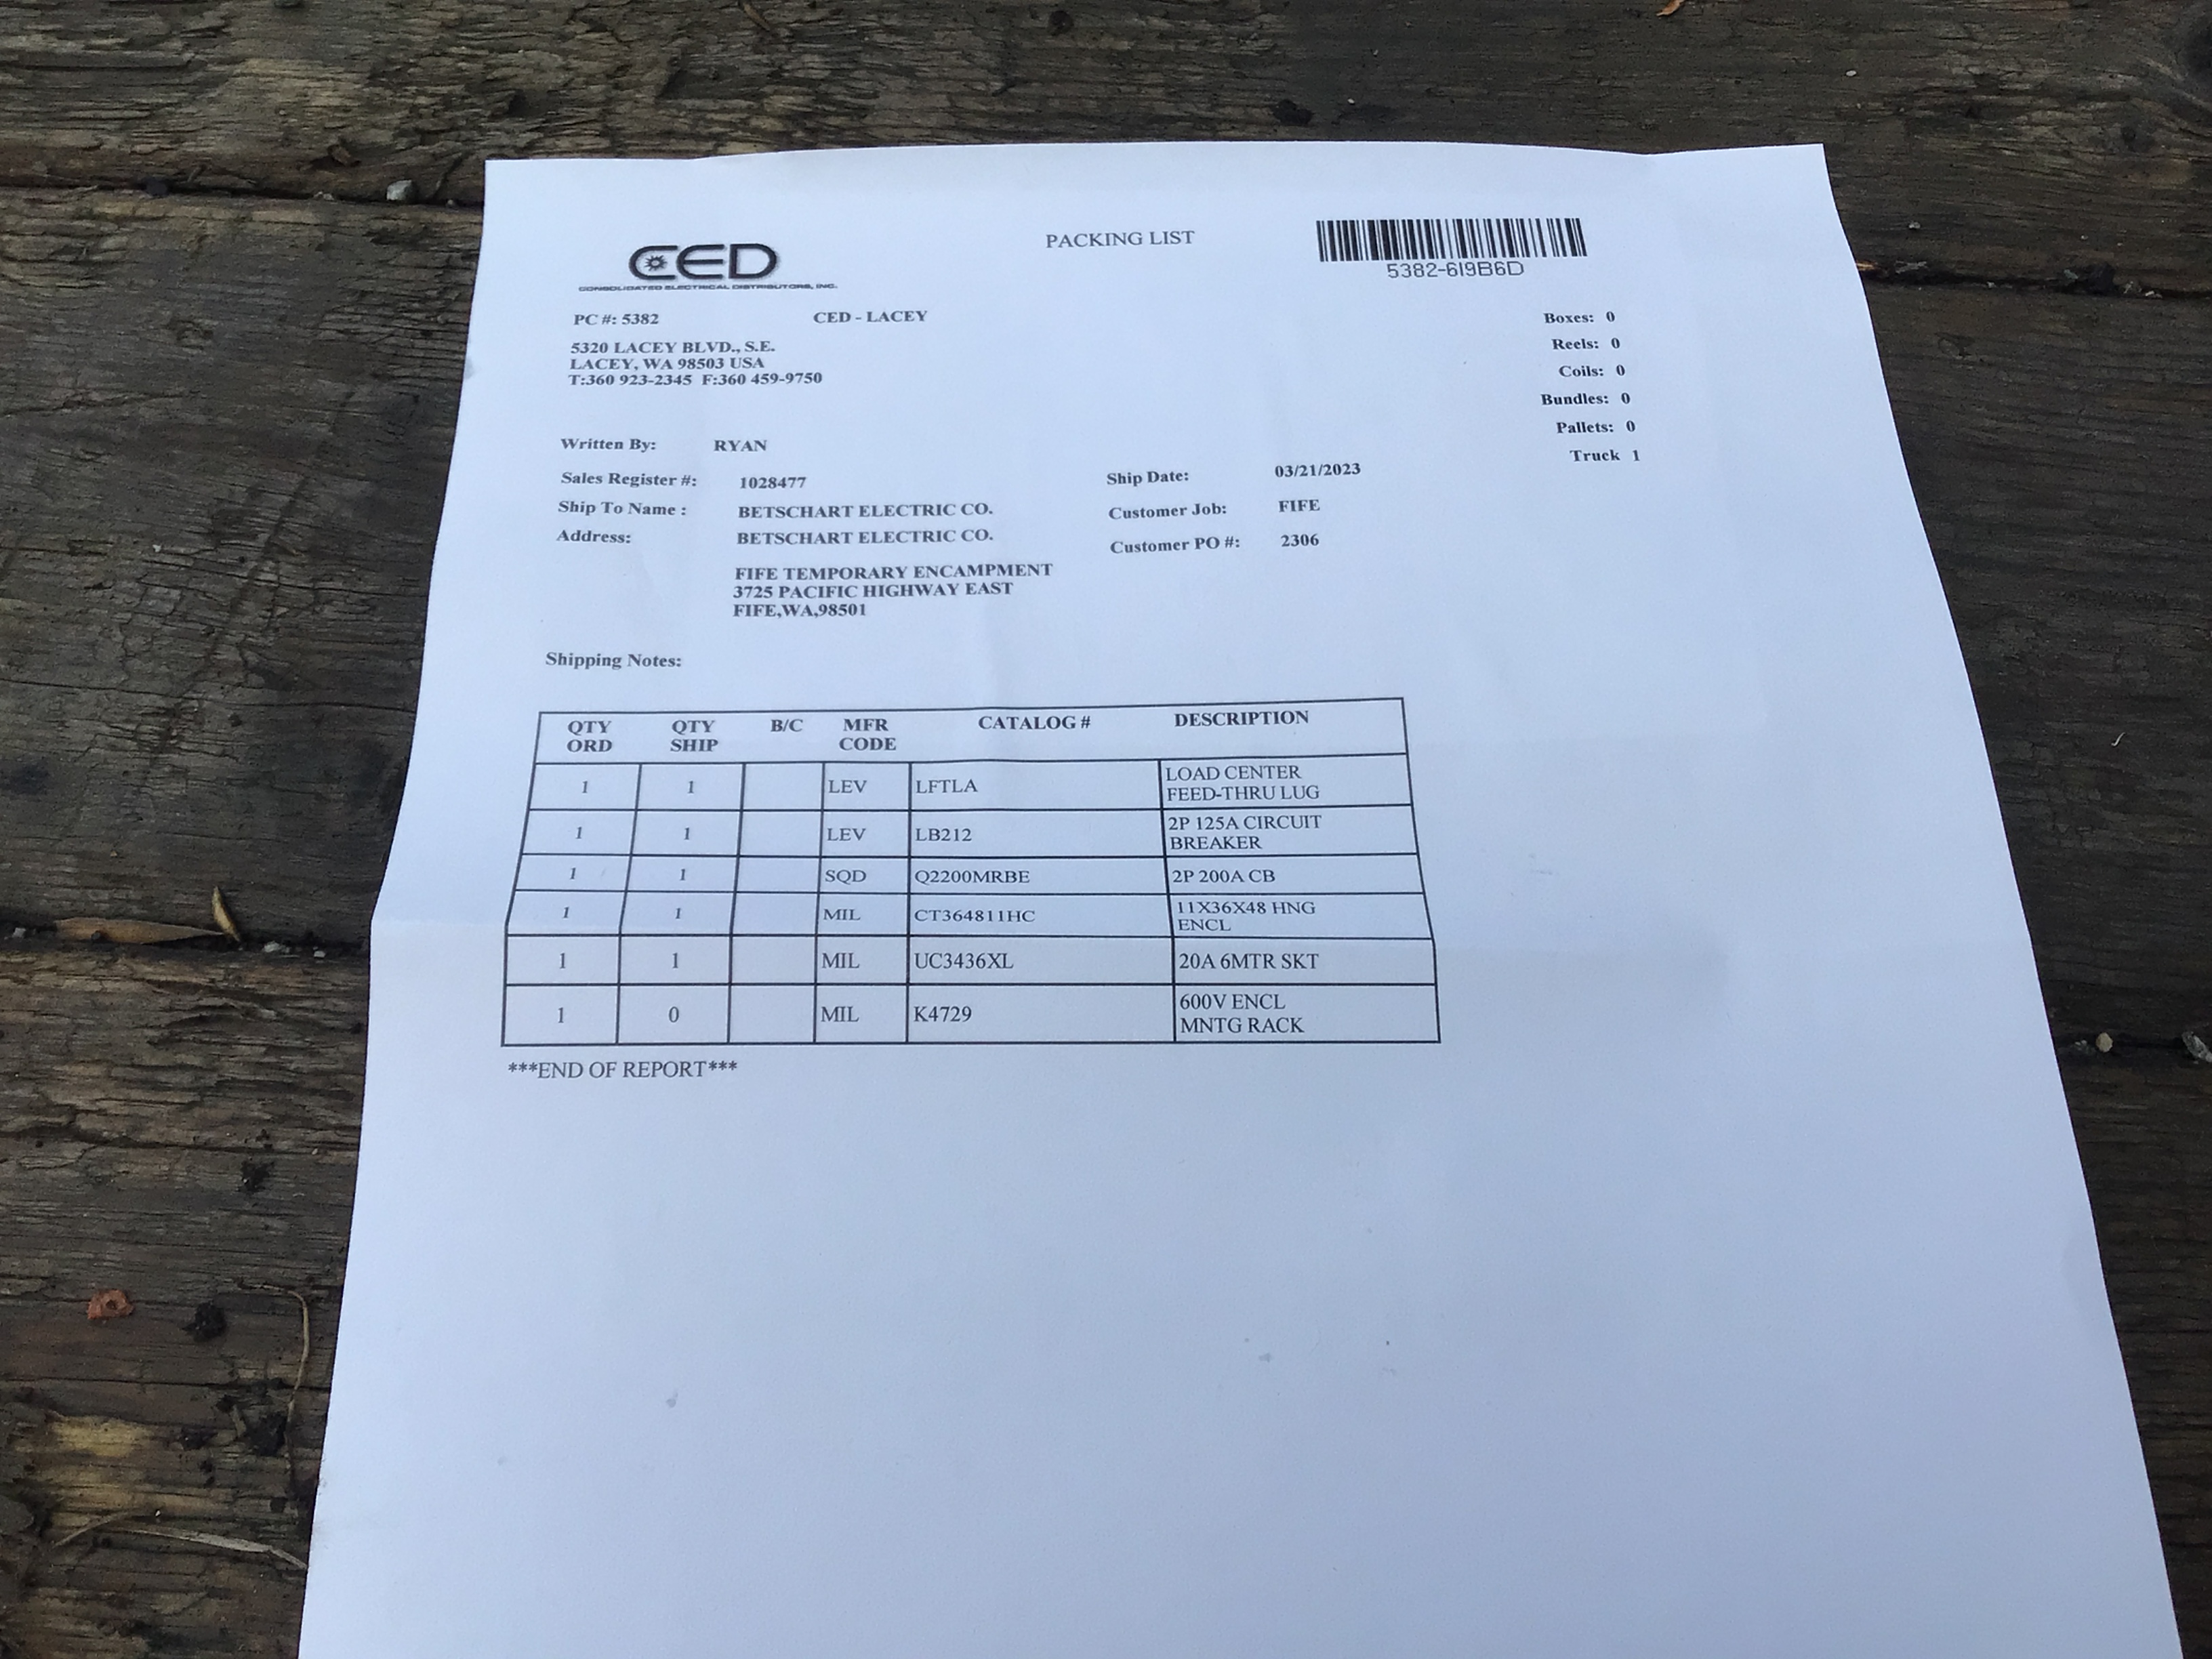 PACKING LIST
CED
CONSOLIDATED ELECTRICAL DISTRIBUTORS, INC.
5382-6I9B6D
PC #: 5382 CED - LACEY
5320 LACEY BLVD., S.E.
LACEY, WA 98503 USA
T:360 923-2345 F:360 459-9750
Boxes: 0
Reels: 0
Coils: 0
Bundles: 0
Pallets: 0
Truck 1
Written By: RYAN
Sales Register #: 1028477
Ship To Name : BETSCHART ELECTRIC CO.
Address: BETSCHART ELECTRIC CO.
FIFE TEMPORARY ENCAMPMENT
3725 PACIFIC HIGHWAY EAST
FIFE,WA,98501
Ship Date: 03/21/2023
Customer Job: FIFE
Customer PO #: 2306
Shipping Notes:
QTY ORD QTY SHIP B/C MFR CODE CATALOG # DESCRIPTION
1 1 LEV LFTLA LOAD CENTER
FEED-THRU LUG
1 1 LEV LB212 2P 125A CIRCUIT
BREAKER
1 1 SQD Q2200MRBE 2P 200A CB
1 1 MIL CT364811HC 11X36X48 HNG
ENCL
1 1 MIL UC3436XL 20A 6MTR SKT
1 0 MIL K4729 600V ENCL
MNTG RACK
***END OF REPORT***